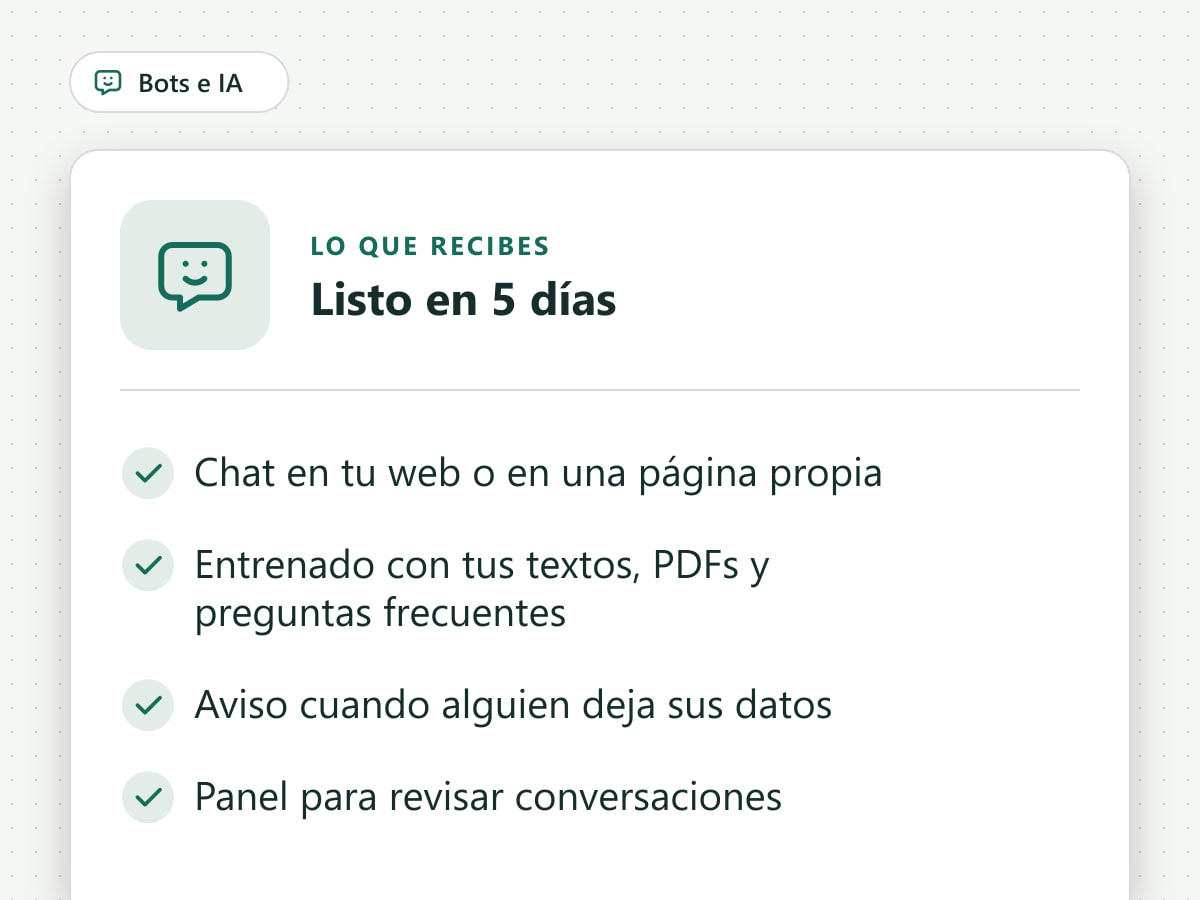 Bots e IA
LO QUE RECIBES
Listo en 5 días
Chat en tu web o en una página propia
Entrenado con tus textos, PDFs y
preguntas frecuentes
Aviso cuando alguien deja sus datos
Panel para revisar conversaciones